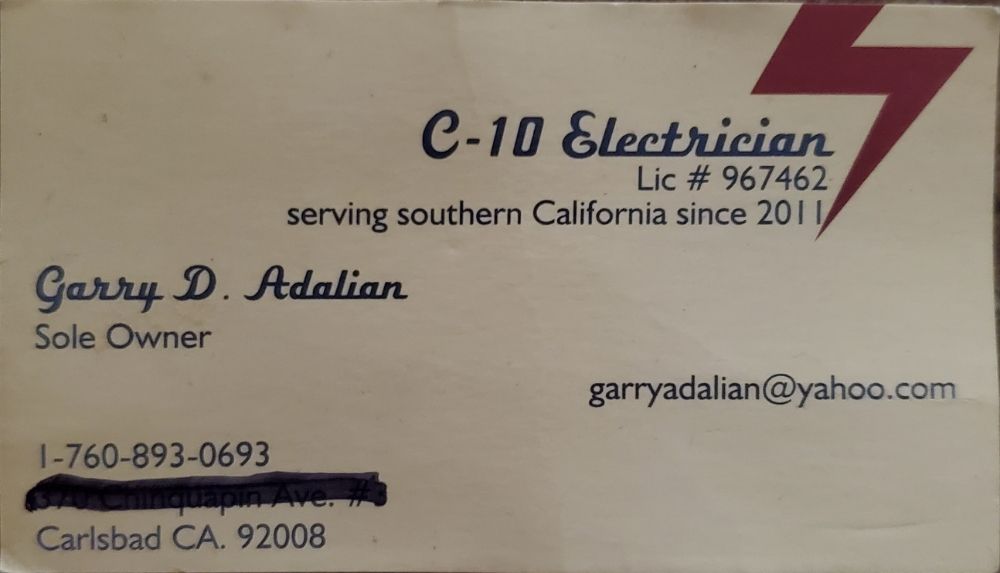 C-10 Electrician
Lic # 967462
serving southern California since 2011
Garry D. Adalian
Sole Owner
garryadalian@yahoo.com
1-760-893-0693
Carlsbad CA. 92008